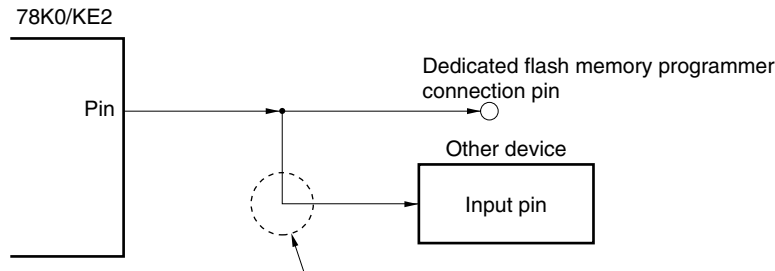 78K0/KE2
Pin
Dedicated flash memory programmer
connection pin
Other device
Input pin